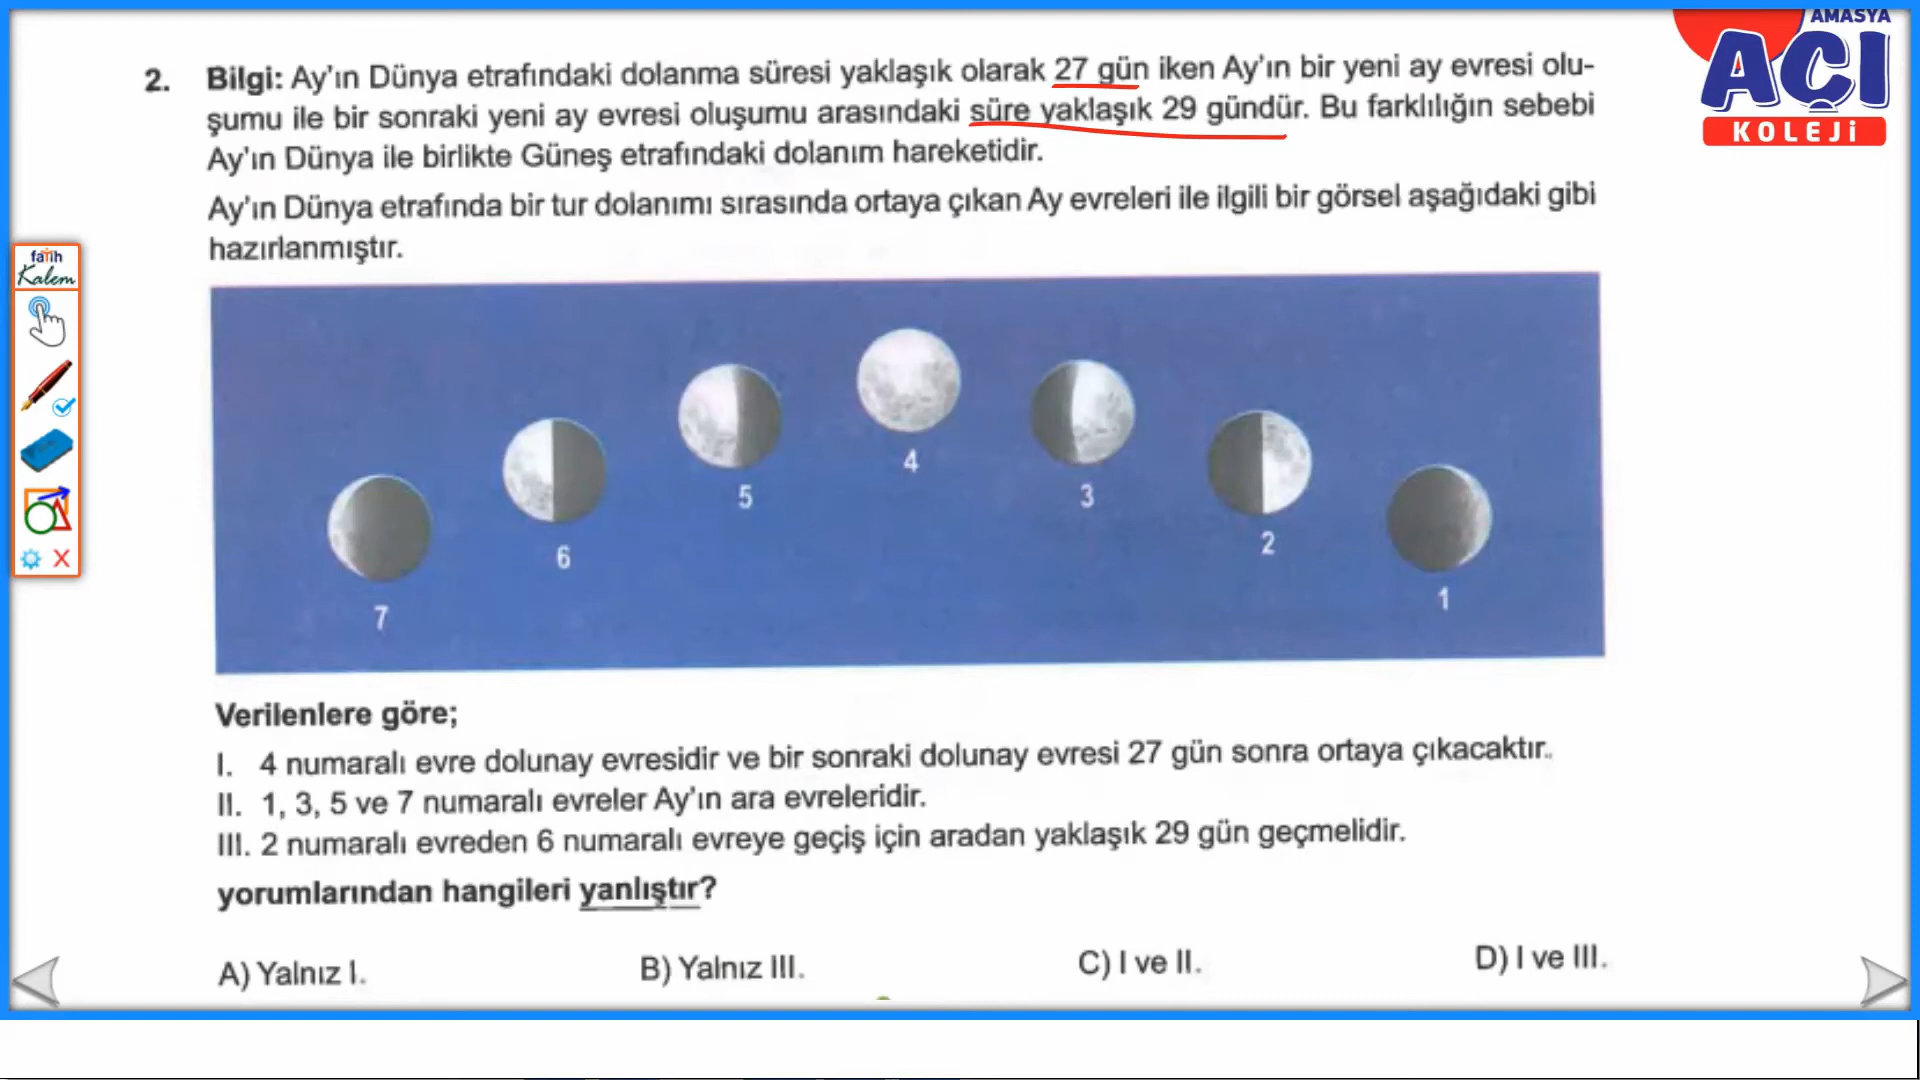 AMASYA
AÇI
KOLEJİ
2. Bilgi: Ay'ın Dünya etrafındaki dolanma süresi yaklaşık olarak 27 gün iken Ay'ın bir yeni ay evresi olu-
şumu ile bir sonraki yeni ay evresi oluşumu arasındaki süre yaklaşık 29 gündür. Bu farklılığın sebebi
Ay'ın Dünya ile birlikte Güneş etrafındaki dolanım hareketidir.
Ay'ın Dünya etrafında bir tur dolanımı sırasında ortaya çıkan Ay evreleri ile ilgili bir görsel aşağıdaki gibi
hazırlanmıştır.
fatih
Kalem
7
6
5
4
3
2
1
Verilenlere göre;
I. 4 numaralı evre dolunay evresidir ve bir sonraki dolunay evresi 27 gün sonra ortaya çıkacaktır.
II. 1, 3, 5 ve 7 numaralı evreler Ay'ın ara evreleridir.
III. 2 numaralı evreden 6 numaralı evreye geçiş için aradan yaklaşık 29 gün geçmelidir.
yorumlarından hangileri yanlıştır?
A) Yalnız I.
B) Yalnız III.
C) I ve II.
D) I ve III.